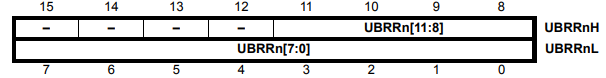 15 14 13 12 11 10 9 8
– – – – UBRRn[11:8] UBRRnH
UBRRn[7:0] UBRRnL
7 6 5 4 3 2 1 0